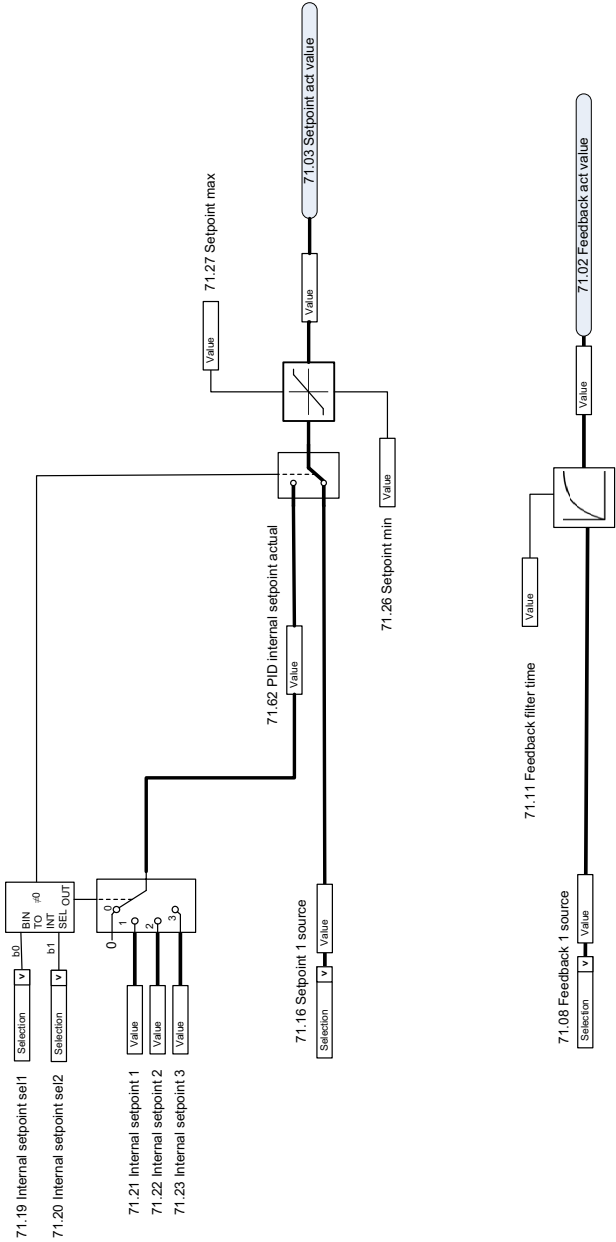 71.19 Internal setpoint sel1
Selection
v
b0
71.20 Internal setpoint sel2
Selection
v
b1
BIN
TO
INT
SEL
≠0
OUT
71.21 Internal setpoint 1
Value
71.22 Internal setpoint 2
Value
71.23 Internal setpoint 3
Value
0
0
1
2
3
71.62 PID internal setpoint actual
Value
71.16 Setpoint 1 source
Selection
v
Value
71.27 Setpoint max
Value
71.26 Setpoint min
Value
Value
71.03 Setpoint act value
71.11 Feedback filter time
Value
71.08 Feedback 1 source
Selection
v
Value
Value
71.02 Feedback act value